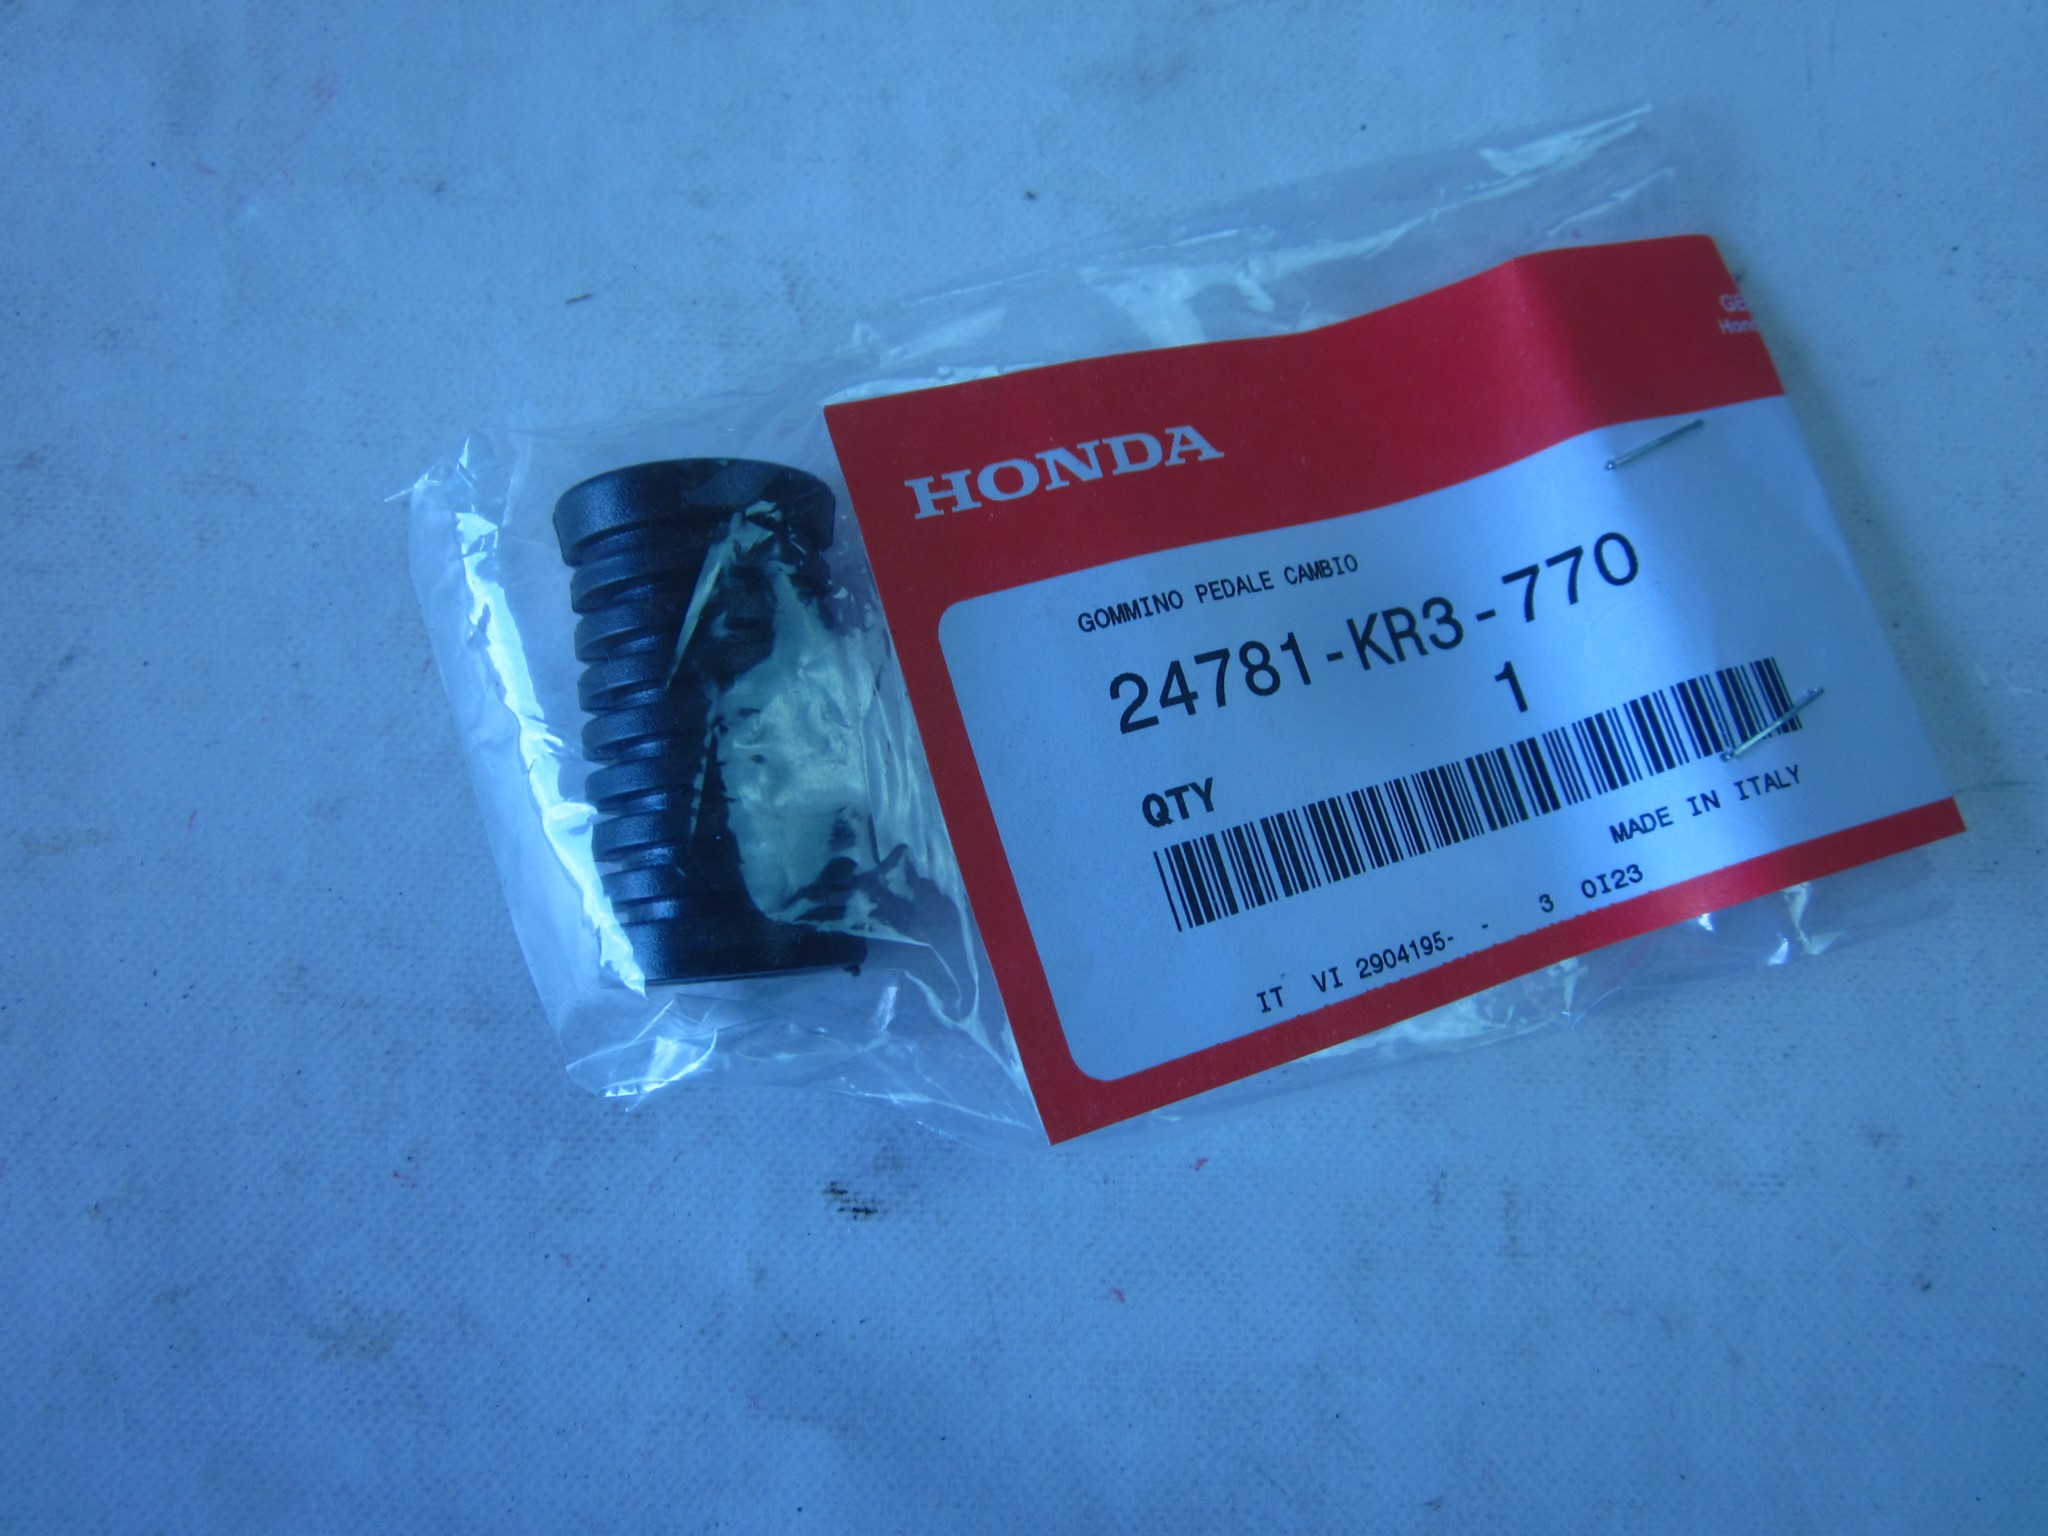 HONDA
GOMMINO PEDALE CAMBIO
24781-KR3-770
QTY 1
MADE IN ITALY
IT VI 2904195- - 3 0I23